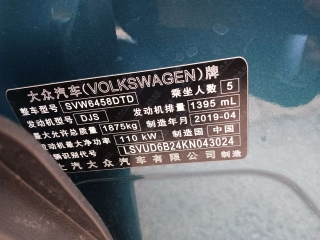 大众汽车(VOLKSWAGEN)牌
整车型号 SVW6458DTD 乘坐人数 5
发动机型号 DJS 发动机排量 1395 mL
最大允许总质量 1875kg 制造年月 2019-04
发动机最大净功率 110 kW 制造国 中国
车辆识别代号 LSVUD6B24KN043024
上汽大众汽车有限公司制造